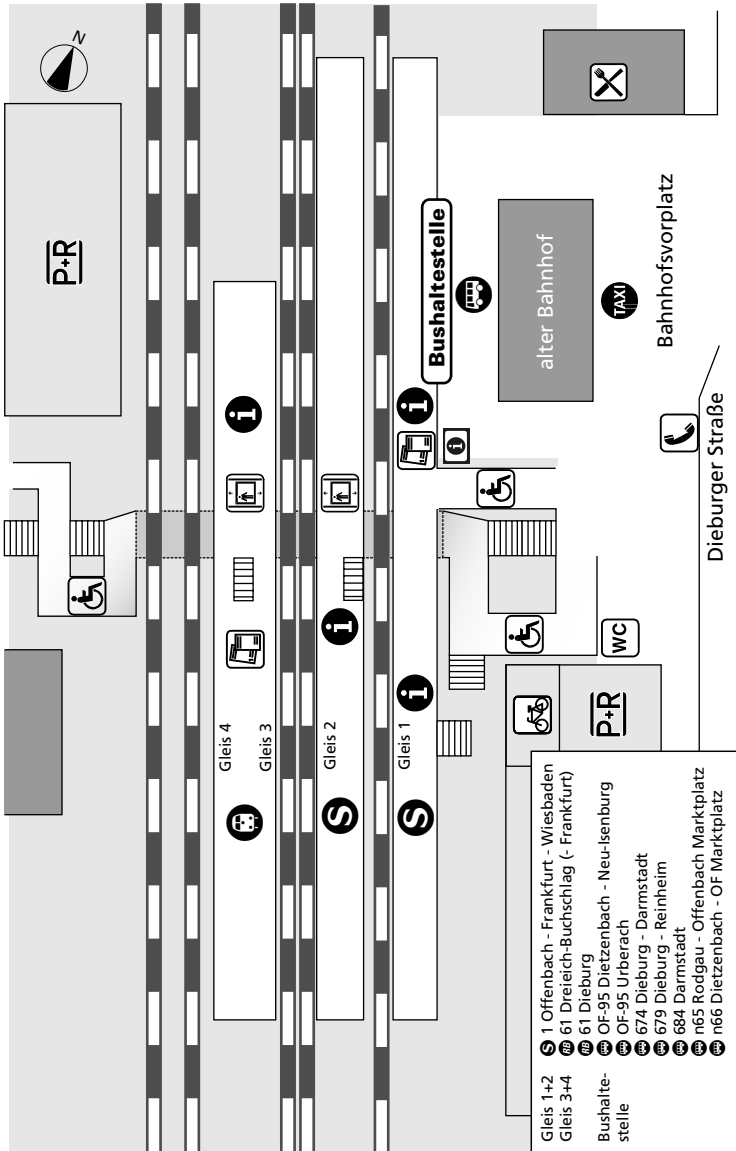 N
P+R
Bushaltestelle
alter Bahnhof
TAXI
Bahnhofsvorplatz
Dieburger Straße
Gleis 4
Gleis 3
Gleis 2
Gleis 1
S
S
WC
P+R
Gleis 1+2 S 1 Offenbach - Frankfurt - Wiesbaden
Gleis 3+4 RB 61 Dreieich-Buchschlag (- Frankfurt)
RB 61 Dieburg
Bushalte- OF-95 Dietzenbach - Neu-Isenburg
stelle OF-95 Urberach
674 Dieburg - Darmstadt
679 Dieburg - Reinheim
684 Darmstadt
n65 Rodgau - Offenbach Marktplatz
n66 Dietzenbach - OF Marktplatz
i
i
i
i
i